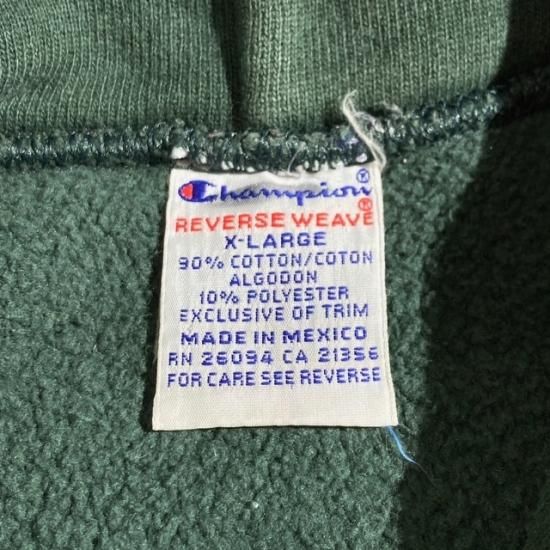 Champion®
REVERSE WEAVE®
X-LARGE
90% COTTON/COTON
ALGODON
10% POLYESTER
EXCLUSIVE OF TRIM
MADE IN MEXICO
RN 26094 CA 21356
FOR CARE SEE REVERSE